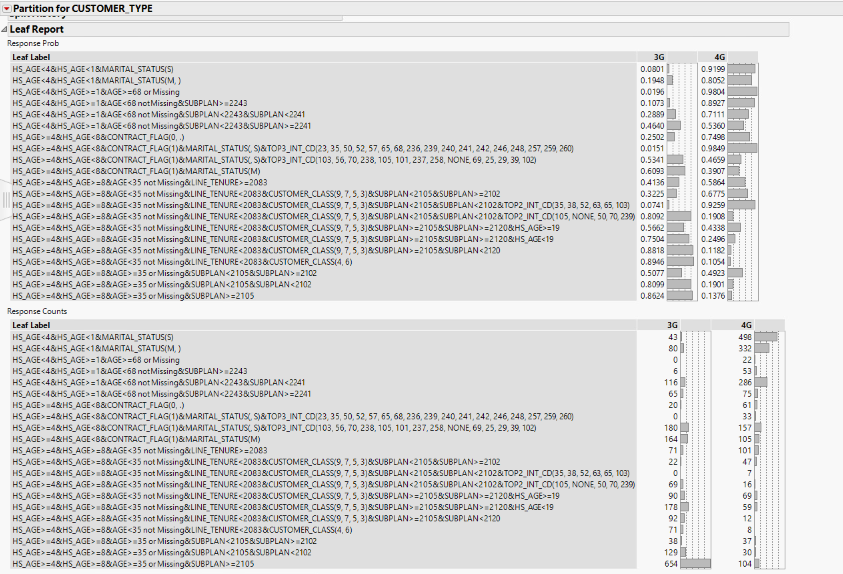 Partition for CUSTOMER_TYPE
Leaf Report
Response Prob
Leaf Label 3G 4G
HS_AGE<4&HS_AGE<1&MARITAL_STATUS(S) 0.0801 0.9199
HS_AGE<4&HS_AGE<1&MARITAL_STATUS(M, ) 0.1948 0.8052
HS_AGE<4&HS_AGE>=1&AGE>=68 or Missing 0.0196 0.9804
HS_AGE<4&HS_AGE>=1&AGE<68 not Missing&SUBPLAN>=2243 0.1073 0.8927
HS_AGE<4&HS_AGE>=1&AGE<68 not Missing&SUBPLAN<2243&SUBPLAN<2241 0.2889 0.7111
HS_AGE<4&HS_AGE>=1&AGE<68 not Missing&SUBPLAN<2243&SUBPLAN>=2241 0.4640 0.5360
HS_AGE>=4&HS_AGE<8&CONTRACT_FLAG(0, .) 0.2502 0.7498
HS_AGE>=4&HS_AGE<8&CONTRACT_FLAG(1)&MARITAL_STATUS(, S)&TOP3_INT_CD(23, 35, 50, 52, 57, 65, 68, 236, 239, 240, 241, 242, 246, 248, 257, 259, 260) 0.0151 0.9849
HS_AGE>=4&HS_AGE<8&CONTRACT_FLAG(1)&MARITAL_STATUS(, S)&TOP3_INT_CD(103, 56, 70, 238, 105, 101, 237, 258, NONE, 69, 25, 29, 39, 102) 0.5341 0.4659
HS_AGE>=4&HS_AGE<8&CONTRACT_FLAG(1)&MARITAL_STATUS(M) 0.6093 0.3907
HS_AGE>=4&HS_AGE>=8&AGE<35 not Missing&LINE_TENURE>=2083 0.4136 0.5864
HS_AGE>=4&HS_AGE>=8&AGE<35 not Missing&LINE_TENURE<2083&CUSTOMER_CLASS(9, 7, 5, 3)&SUBPLAN<2105&SUBPLAN>=2102 0.3225 0.6775
HS_AGE>=4&HS_AGE>=8&AGE<35 not Missing&LINE_TENURE<2083&CUSTOMER_CLASS(9, 7, 5, 3)&SUBPLAN<2105&SUBPLAN<2102&TOP2_INT_CD(35, 38, 52, 63, 65, 103) 0.0741 0.9259
HS_AGE>=4&HS_AGE>=8&AGE<35 not Missing&LINE_TENURE<2083&CUSTOMER_CLASS(9, 7, 5, 3)&SUBPLAN<2105&SUBPLAN<2102&TOP2_INT_CD(105, NONE, 50, 70, 239) 0.8092 0.1908
HS_AGE>=4&HS_AGE>=8&AGE<35 not Missing&LINE_TENURE<2083&CUSTOMER_CLASS(9, 7, 5, 3)&SUBPLAN>=2105&SUBPLAN>=2120&HS_AGE>=19 0.5662 0.4338
HS_AGE>=4&HS_AGE>=8&AGE<35 not Missing&LINE_TENURE<2083&CUSTOMER_CLASS(9, 7, 5, 3)&SUBPLAN>=2105&SUBPLAN>=2120&HS_AGE<19 0.7504 0.2496
HS_AGE>=4&HS_AGE>=8&AGE<35 not Missing&LINE_TENURE<2083&CUSTOMER_CLASS(9, 7, 5, 3)&SUBPLAN>=2105&SUBPLAN<2120 0.8818 0.1182
HS_AGE>=4&HS_AGE>=8&AGE<35 not Missing&LINE_TENURE<2083&CUSTOMER_CLASS(4, 6) 0.8946 0.1054
HS_AGE>=4&HS_AGE>=8&AGE>=35 or Missing&SUBPLAN<2105&SUBPLAN>=2102 0.5077 0.4923
HS_AGE>=4&HS_AGE>=8&AGE>=35 or Missing&SUBPLAN<2105&SUBPLAN<2102 0.8099 0.1901
HS_AGE>=4&HS_AGE>=8&AGE>=35 or Missing&SUBPLAN>=2105 0.8624 0.1376
Response Counts
Leaf Label 3G 4G
HS_AGE<4&HS_AGE<1&MARITAL_STATUS(S) 43 498
HS_AGE<4&HS_AGE<1&MARITAL_STATUS(M, ) 80 332
HS_AGE<4&HS_AGE>=1&AGE>=68 or Missing 0 22
HS_AGE<4&HS_AGE>=1&AGE<68 not Missing&SUBPLAN>=2243 6 53
HS_AGE<4&HS_AGE>=1&AGE<68 not Missing&SUBPLAN<2243&SUBPLAN<2241 116 286
HS_AGE<4&HS_AGE>=1&AGE<68 not Missing&SUBPLAN<2243&SUBPLAN>=2241 65 75
HS_AGE>=4&HS_AGE<8&CONTRACT_FLAG(0, .) 20 61
HS_AGE>=4&HS_AGE<8&CONTRACT_FLAG(1)&MARITAL_STATUS(, S)&TOP3_INT_CD(23, 35, 50, 52, 57, 65, 68, 236, 239, 240, 241, 242, 246, 248, 257, 259, 260) 0 33
HS_AGE>=4&HS_AGE<8&CONTRACT_FLAG(1)&MARITAL_STATUS(, S)&TOP3_INT_CD(103, 56, 70, 238, 105, 101, 237, 258, NONE, 69, 25, 29, 39, 102) 180 157
HS_AGE>=4&HS_AGE<8&CONTRACT_FLAG(1)&MARITAL_STATUS(M) 164 105
HS_AGE>=4&HS_AGE>=8&AGE<35 not Missing&LINE_TENURE>=2083 71 101
HS_AGE>=4&HS_AGE>=8&AGE<35 not Missing&LINE_TENURE<2083&CUSTOMER_CLASS(9, 7, 5, 3)&SUBPLAN<2105&SUBPLAN>=2102 22 47
HS_AGE>=4&HS_AGE>=8&AGE<35 not Missing&LINE_TENURE<2083&CUSTOMER_CLASS(9, 7, 5, 3)&SUBPLAN<2105&SUBPLAN<2102&TOP2_INT_CD(35, 38, 52, 63, 65, 103) 0 7
HS_AGE>=4&HS_AGE>=8&AGE<35 not Missing&LINE_TENURE<2083&CUSTOMER_CLASS(9, 7, 5, 3)&SUBPLAN<2105&SUBPLAN<2102&TOP2_INT_CD(105, NONE, 50, 70, 239) 69 16
HS_AGE>=4&HS_AGE>=8&AGE<35 not Missing&LINE_TENURE<2083&CUSTOMER_CLASS(9, 7, 5, 3)&SUBPLAN>=2105&SUBPLAN>=2120&HS_AGE>=19 90 69
HS_AGE>=4&HS_AGE>=8&AGE<35 not Missing&LINE_TENURE<2083&CUSTOMER_CLASS(9, 7, 5, 3)&SUBPLAN>=2105&SUBPLAN>=2120&HS_AGE<19 178 59
HS_AGE>=4&HS_AGE>=8&AGE<35 not Missing&LINE_TENURE<2083&CUSTOMER_CLASS(9, 7, 5, 3)&SUBPLAN>=2105&SUBPLAN<2120 92 12
HS_AGE>=4&HS_AGE>=8&AGE<35 not Missing&LINE_TENURE<2083&CUSTOMER_CLASS(4, 6) 71 8
HS_AGE>=4&HS_AGE>=8&AGE>=35 or Missing&SUBPLAN<2105&SUBPLAN>=2102 38 37
HS_AGE>=4&HS_AGE>=8&AGE>=35 or Missing&SUBPLAN<2105&SUBPLAN<2102 129 30
HS_AGE>=4&HS_AGE>=8&AGE>=35 or Missing&SUBPLAN>=2105 654 104